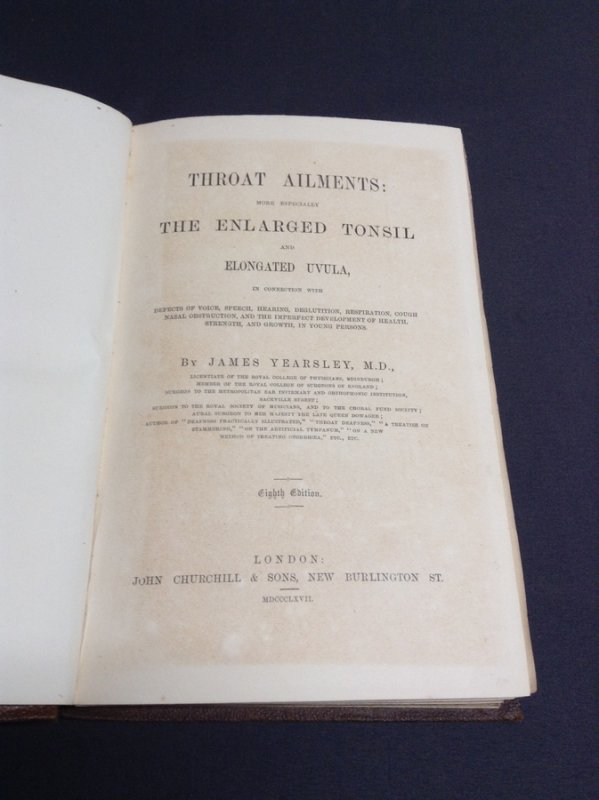 THROAT AILMENTS:
MORE ESPECIALLY
THE ENLARGED TONSIL
AND
ELONGATED UVULA,
IN CONNECTION WITH
DEFECTS OF VOICE, SPEECH, HEARING, DEGLUTITION, RESPIRATION, COUGH
NASAL OBSTRUCTION, AND THE IMPERFECT DEVELOPMENT OF HEALTH,
STRENGTH, AND GROWTH, IN YOUNG PERSONS.
BY JAMES YEARSLEY, M.D.,
LICENTIATE OF THE ROYAL COLLEGE OF PHYSICIANS, EDINBURGH;
MEMBER OF THE ROYAL COLLEGE OF SURGEONS OF ENGLAND;
SURGEON TO THE METROPOLITAN EAR INFIRMARY AND ORTHOPHONIC INSTITUTION,
SACKVILLE STREET;
SURGEON TO THE ROYAL SOCIETY OF MUSICIANS, AND TO THE CHORAL FUND SOCIETY;
AURAL SURGEON TO HER MAJESTY THE LATE QUEEN DOWAGER;
AUTHOR OF "DEAFNESS PRACTICALLY ILLUSTRATED," "THROAT DEAFNESS," "A TREATISE ON
STAMMERING," "ON THE ARTIFICIAL TYMPANUM," "ON A NEW
METHOD OF TREATING OTORRHŒA," ETC., ETC.
Eighth Edition.
LONDON:
JOHN CHURCHILL & SONS, NEW BURLINGTON ST.
MDCCCLXVII.